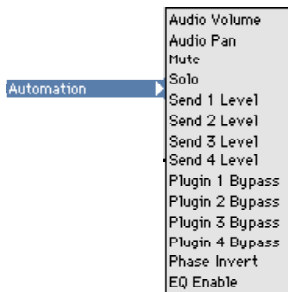 Audio Volume
Audio Pan
Mute
Solo
Automation
Send 1 Level
Send 2 Level
Send 3 Level
Send 4 Level
Plugin 1 Bypass
Plugin 2 Bypass
Plugin 3 Bypass
Plugin 4 Bypass
Phase Invert
EQ Enable